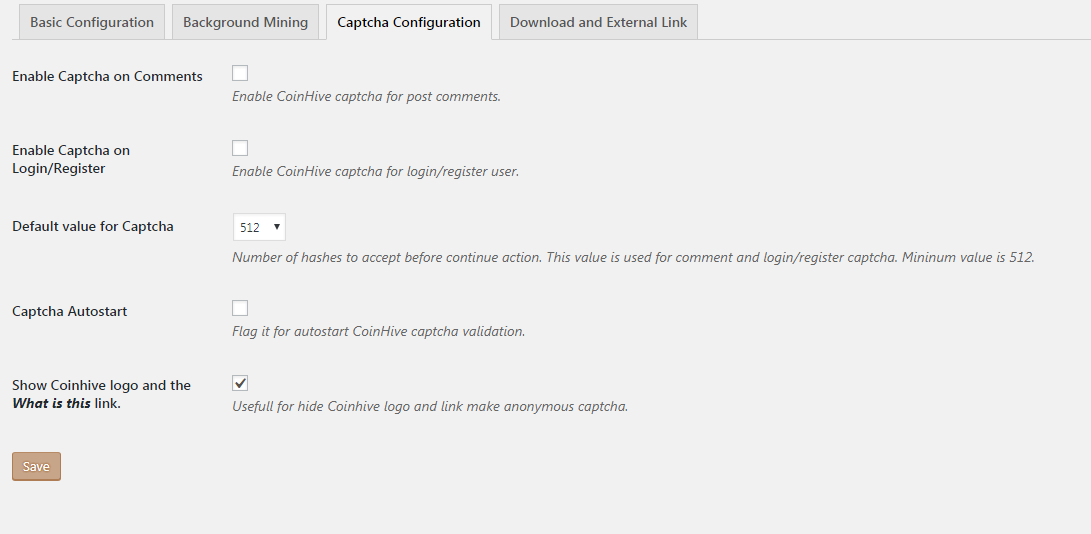 Basic Configuration
Background Mining
Captcha Configuration
Download and External Link
Enable Captcha on Comments
Enable CoinHive captcha for post comments.
Enable Captcha on
Login/Register
Enable CoinHive captcha for login/register user.
Default value for Captcha
512
Number of hashes to accept before continue action. This value is used for comment and login/register captcha. Mininum value is 512.
Captcha Autostart
Flag it for autostart CoinHive captcha validation.
Show Coinhive logo and the
What is this link.
Usefull for hide Coinhive logo and link make anonymous captcha.
Save